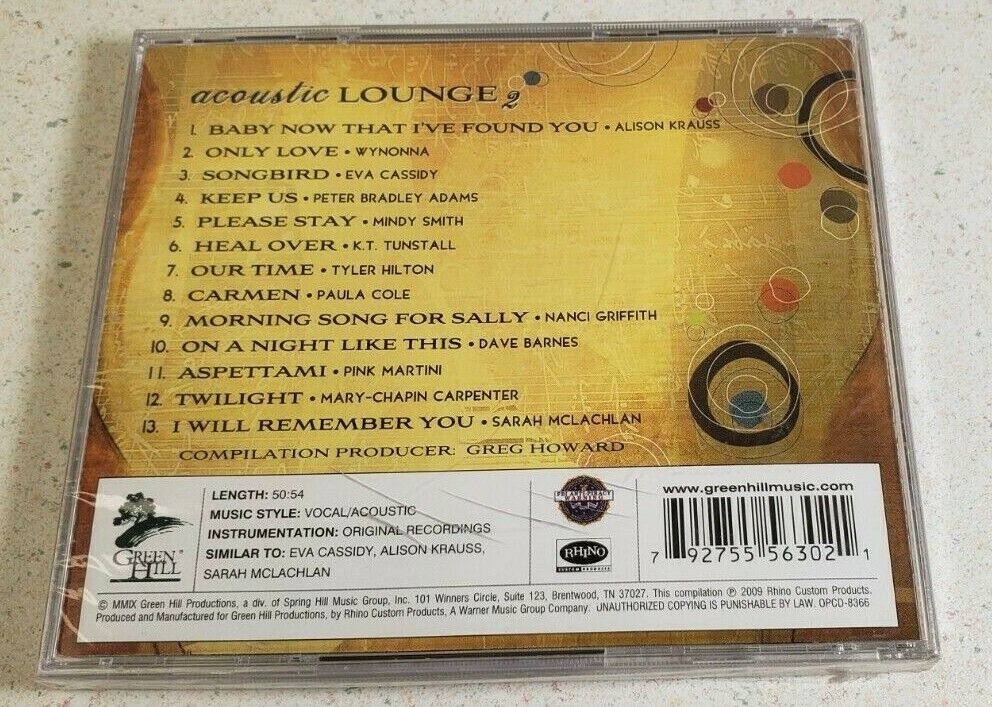 acoustic LOUNGE 2
1. BABY NOW THAT I'VE FOUND YOU • ALISON KRAUSS
2. ONLY LOVE • WYNONNA
3. SONGBIRD • EVA CASSIDY
4. KEEP US • PETER BRADLEY ADAMS
5. PLEASE STAY • MINDY SMITH
6. HEAL OVER • K.T. TUNSTALL
7. OUR TIME • TYLER HILTON
8. CARMEN • PAULA COLE
9. MORNING SONG FOR SALLY • NANCI GRIFFITH
10. ON A NIGHT LIKE THIS • DAVE BARNES
11. ASPETTAMI • PINK MARTINI
12. TWILIGHT • MARY-CHAPIN CARPENTER
13. I WILL REMEMBER YOU • SARAH MCLACHLAN
COMPILATION PRODUCER: GREG HOWARD
GREEN HILL®
LENGTH: 50:54
MUSIC STYLE: VOCAL/ACOUSTIC
INSTRUMENTATION: ORIGINAL RECORDINGS
SIMILAR TO: EVA CASSIDY, ALISON KRAUSS,
SARAH MCLACHLAN
FBI ANTI-PIRACY WARNING
RHINO
CUSTOM PRODUCTS
www.greenhillmusic.com
7 92755 56302 1
© MMIX Green Hill Productions, a div. of Spring Hill Music Group, Inc. 101 Winners Circle, Suite 123, Brentwood, TN 37027. This compilation ℗ 2009 Rhino Custom Products.
Produced and Manufactured for Green Hill Productions, by Rhino Custom Products, A Warner Music Group Company. UNAUTHORIZED COPYING IS PUNISHABLE BY LAW. OPCD-8366